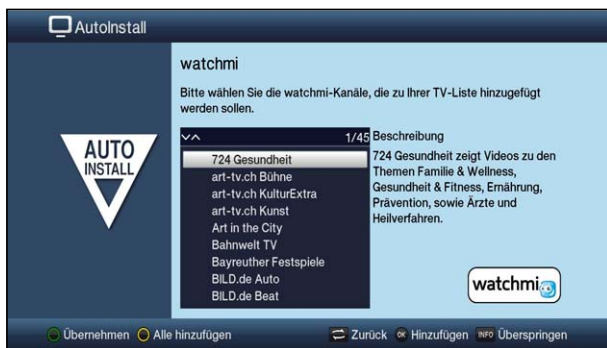 AutoInstall
watchmi
Bitte wählen Sie die watchmi-Kanäle, die zu Ihrer TV-Liste hinzugefügt
werden sollen.
AUTO
INSTALL
1/45
724 Gesundheit
art-tv.ch Bühne
art-tv.ch KulturExtra
art-tv.ch Kunst
Art in the City
Bahnwelt TV
Bayreuther Festspiele
BILD.de Auto
BILD.de Beat
Beschreibung
724 Gesundheit zeigt Videos zu den
Themen Familie & Wellness,
Gesundheit & Fitness, Ernährung,
Prävention, sowie Ärzte und
Heilverfahren.
watchmi
Übernehmen Alle hinzufügen Zurück OK Hinzufügen INFO Überspringen